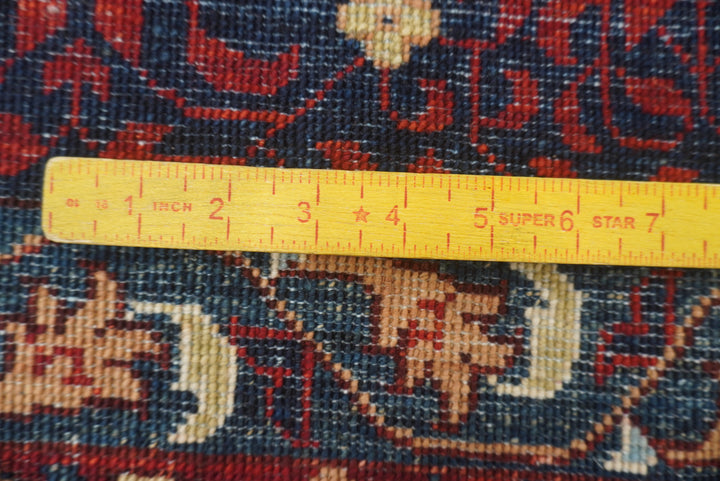 1 INCH 2 3 ★ 4 5 SUPER 6 STAR 7